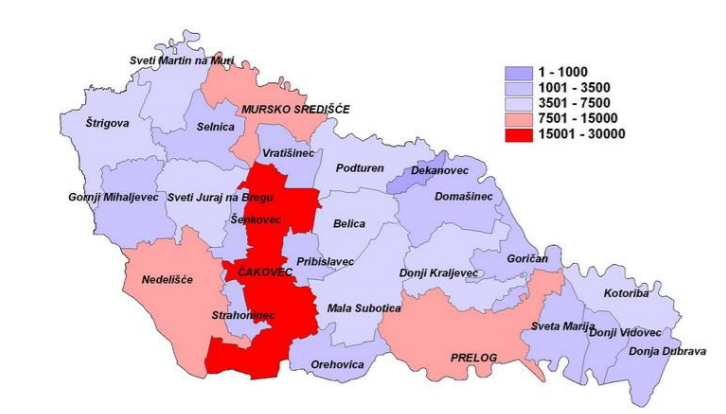 Sveti Martin na Muri
1 - 1000
1001 - 3500
3501 - 7500
7501 - 15000
15001 - 30000
MURSKO SREDIŠĆE
Štrigova
Selnica
Vratišinec
Podturen
Dekanovec
Gornji Mihaljevec
Sveti Juraj na Bregu
Domašinec
Šenkovec
Belica
Pribislavec
Goričan
ČAKOVEC
Donji Kraljevec
Nedelišće
Kotoriba
Mala Subotica
Strahoninec
Sveta Marija
Donji Vidovec
Donja Dubrava
PRELOG
Orehovica